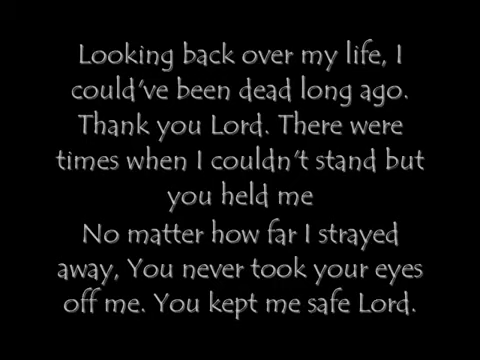 Looking back over my life, I
could've been dead long ago.
Thank you Lord. There were
times when I couldn't stand but
you held me
No matter how far I strayed
away, You never took your eyes
off me. You kept me safe Lord.